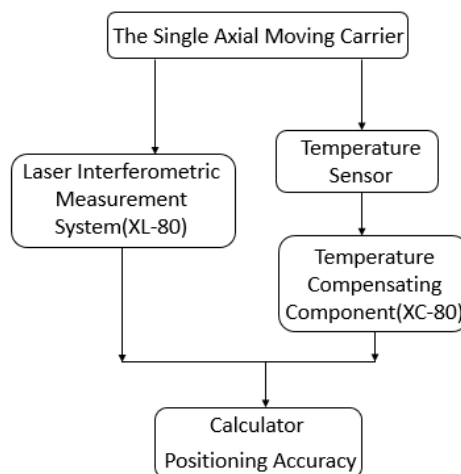 The Single Axial Moving Carrier
Laser Interferometric
Measurement
System(XL-80)
Temperature
Sensor
Temperature
Compensating
Component(XC-80)
Calculator
Positioning Accuracy